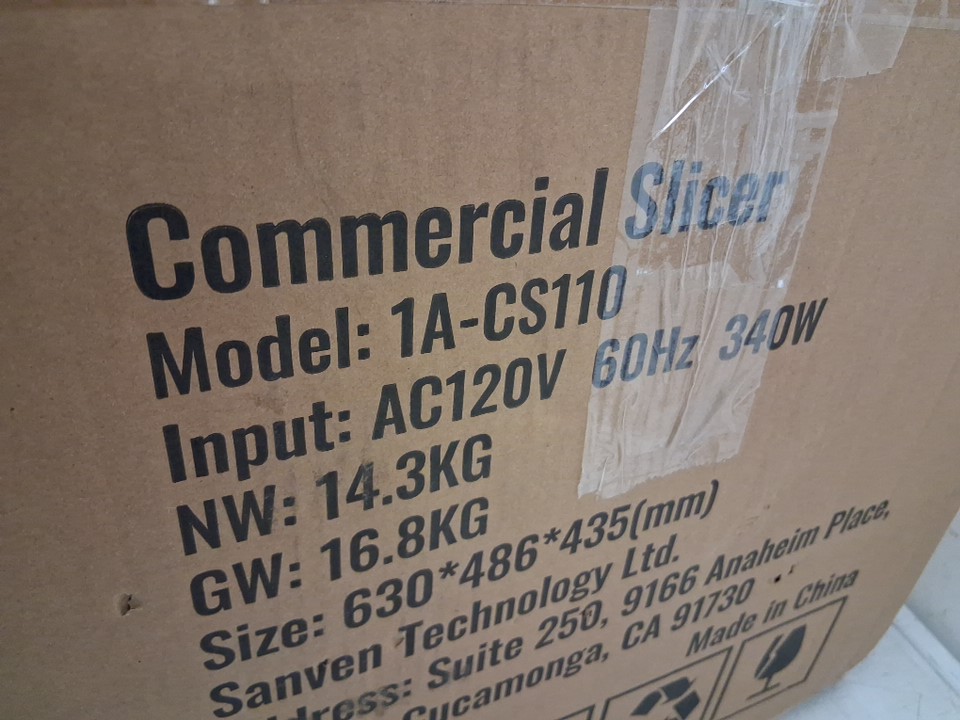 Commercial Slicer
Model: 1A-CS110
Input: AC120V 60Hz 340W
NW: 14.3KG
GW: 16.8KG
Size: 630*486*435(mm)
Sanven Technology Ltd.
Address: Suite 250, 9166 Anaheim Place,
Cucamonga, CA 91730
Made in China